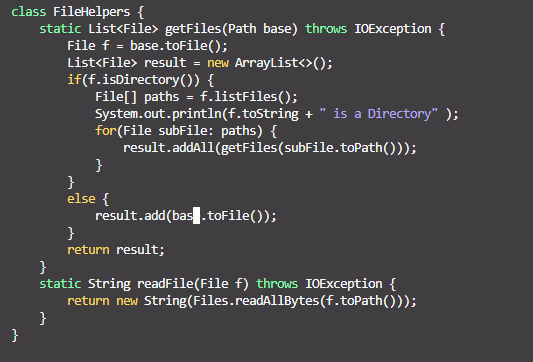 class FileHelpers {
    static List<File> getFiles(Path base) throws IOException {
        File f = base.toFile();
        List<File> result = new ArrayList<>();
        if(f.isDirectory()) {
            File[] paths = f.listFiles();
            System.out.println(f.toString + " is a Directory" );
            for(File subFile: paths) {
                result.addAll(getFiles(subFile.toPath()));
            }
        }
        else {
            result.add(base.toFile());
        }
        return result;
    }
    static String readFile(File f) throws IOException {
        return new String(Files.readAllBytes(f.toPath()));
    }
}